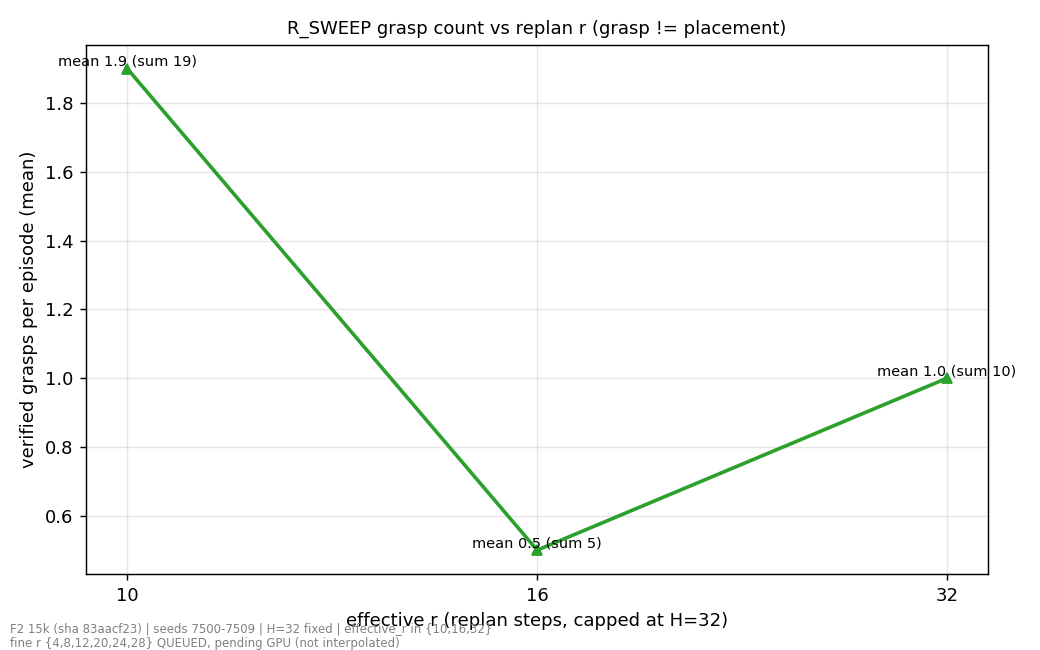 R_SWEEP grasp count vs replan r (grasp != placement)
verified grasps per episode (mean)
1.8
1.6
1.4
1.2
1.0
0.8
0.6
mean 1.9 (sum 19)
mean 0.5 (sum 5)
mean 1.0 (sum 10)
10
16
32
effective r (replan steps, capped at H=32)
F2 15k (sha 83aacf23) | seeds 7500-7509 | H=32 fixed | effective_r in {10,16,32}
fine r {4,8,12,20,24,28} QUEUED, pending GPU (not interpolated)